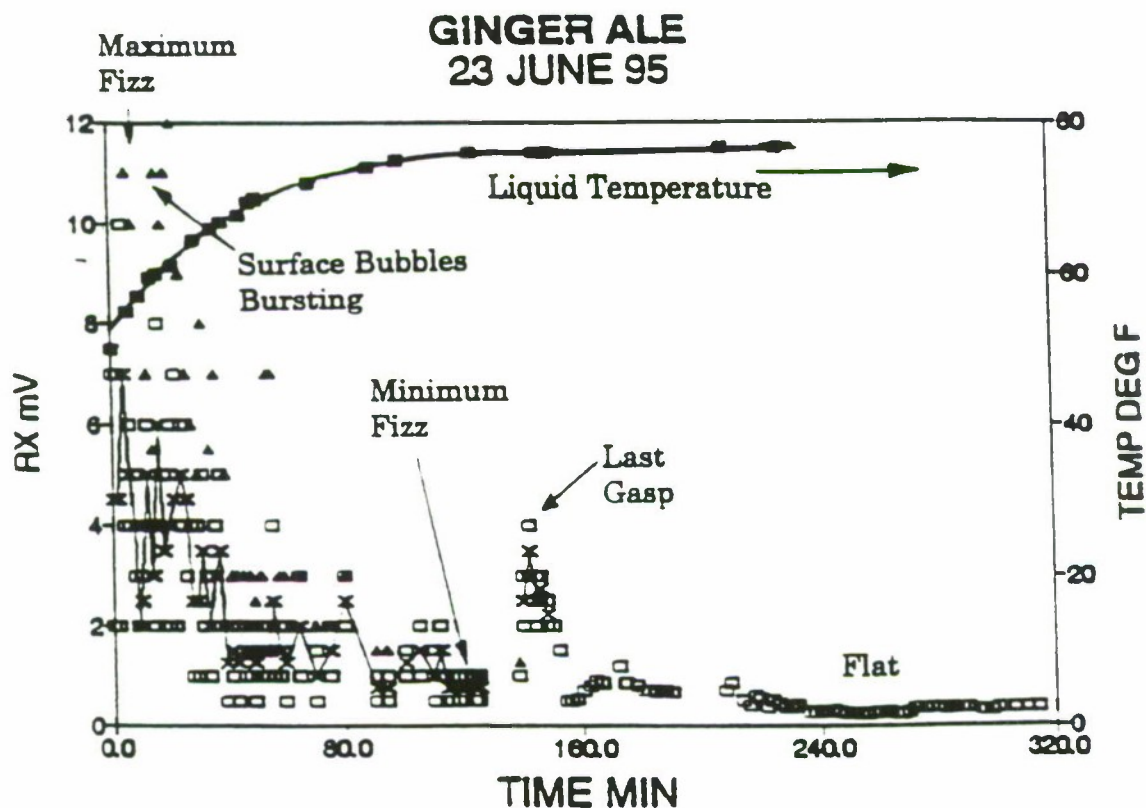 GINGER ALE
23 JUNE 95
Maximum
Fizz
12
10
8
6
4
2
0
RX mV
80
60
40
20
0
TEMP DEG F
Liquid Temperature
Surface Bubbles
Bursting
Minimum
Fizz
Last
Gasp
Flat
0.0
80.0
160.0
240.0
320.0
TIME MIN